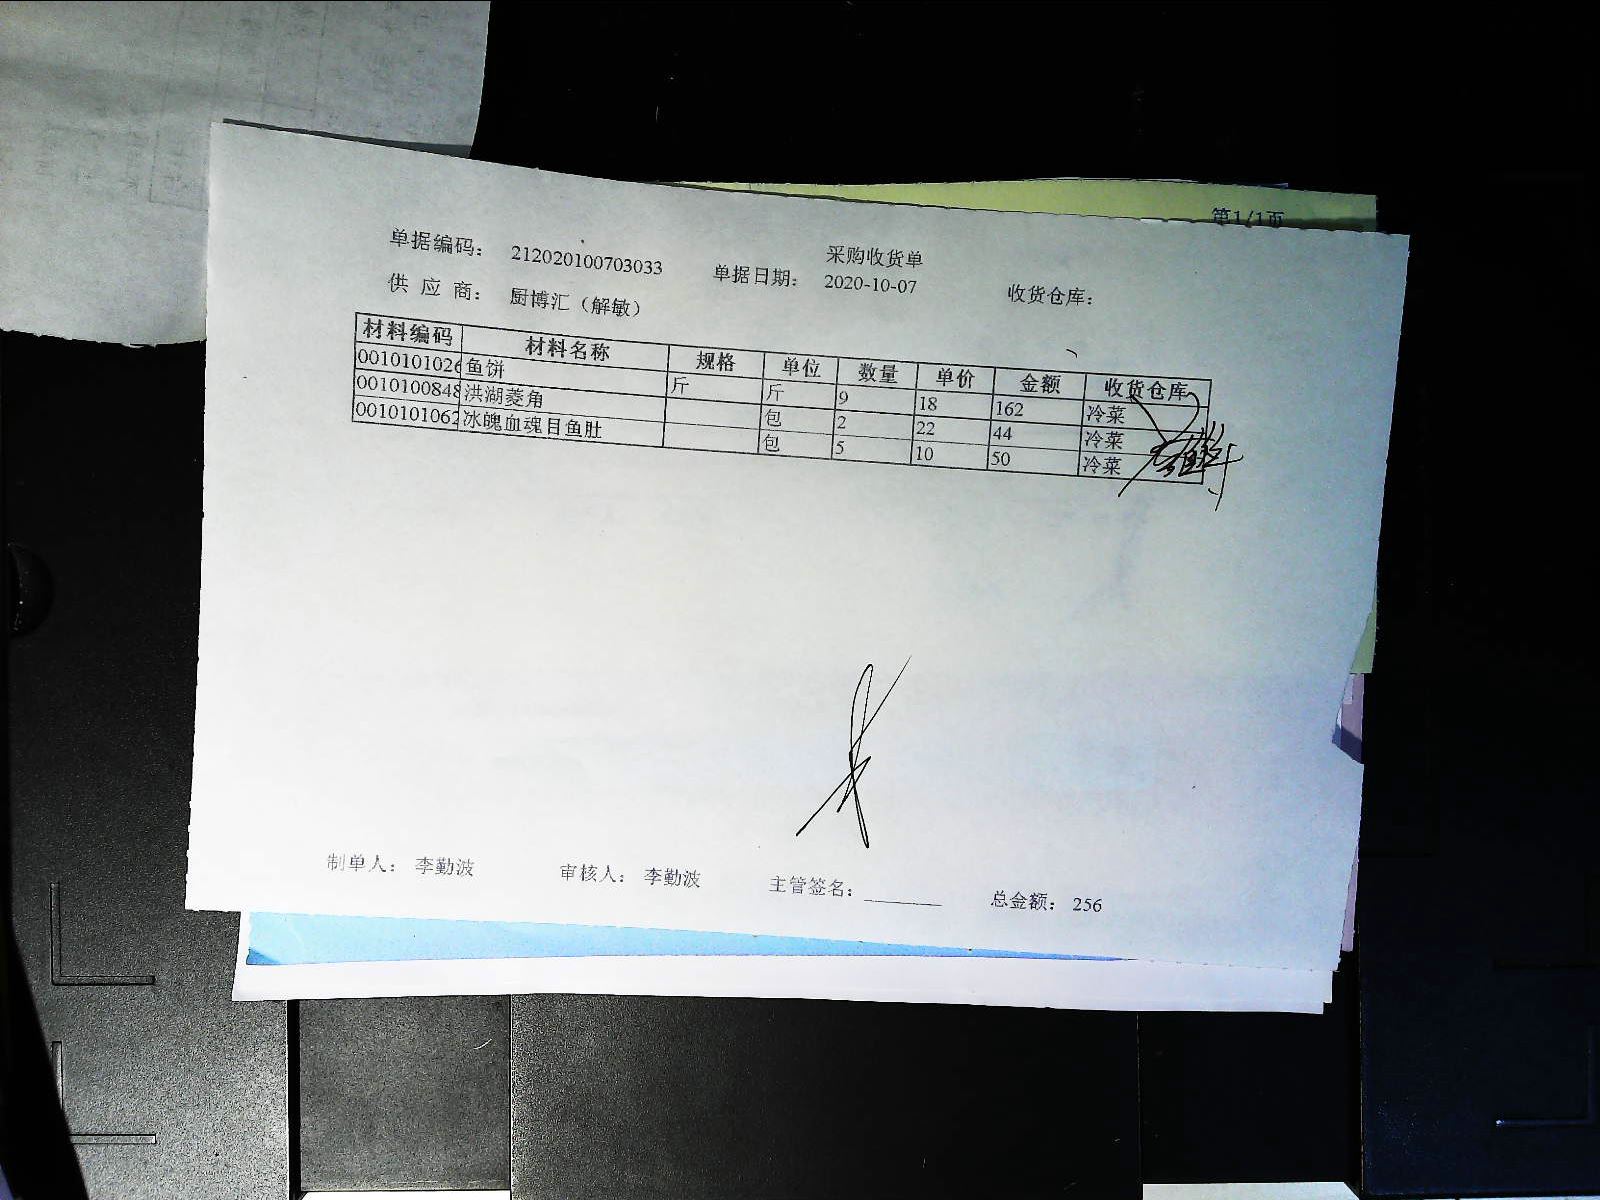 第1/1页
采购收货单
单据编码： 212020100703033 单据日期： 2020-10-07 收货仓库：
供 应 商： 厨博汇（解敏）
材料编码 材料名称 规格 单位 数量 单价 金额 收货仓库
0010101026 鱼饼 斤 斤 9 18 162 冷菜
0010100848 洪湖菱角 包 2 22 44 冷菜
0010101062 冰魄血魂目鱼肚 包 5 10 50 冷菜
制单人： 李勤波 审核人： 李勤波 主管签名：________ 总金额： 256